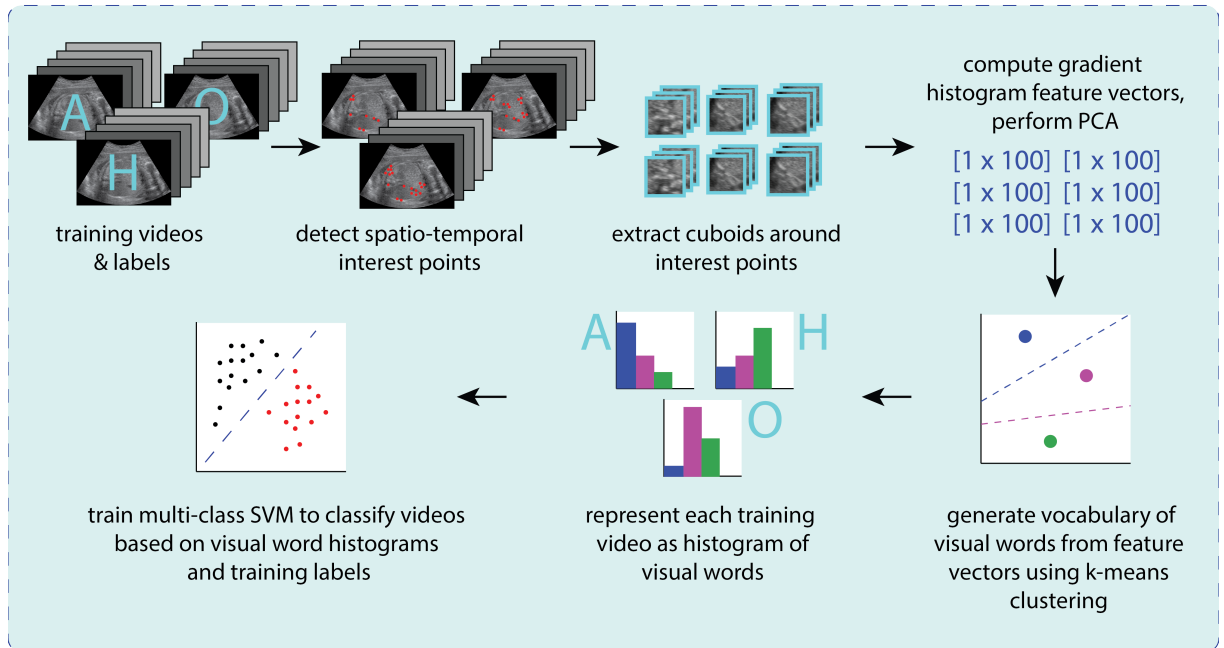 A
O
H
training videos
& labels
detect spatio-temporal
interest points
extract cuboids around
interest points
compute gradient
histogram feature vectors,
perform PCA
[1 x 100] [1 x 100]
[1 x 100] [1 x 100]
[1 x 100] [1 x 100]
generate vocabulary of
visual words from feature
vectors using k-means
clustering
A
H
O
represent each training
video as histogram of
visual words
train multi-class SVM to classify videos
based on visual word histograms
and training labels